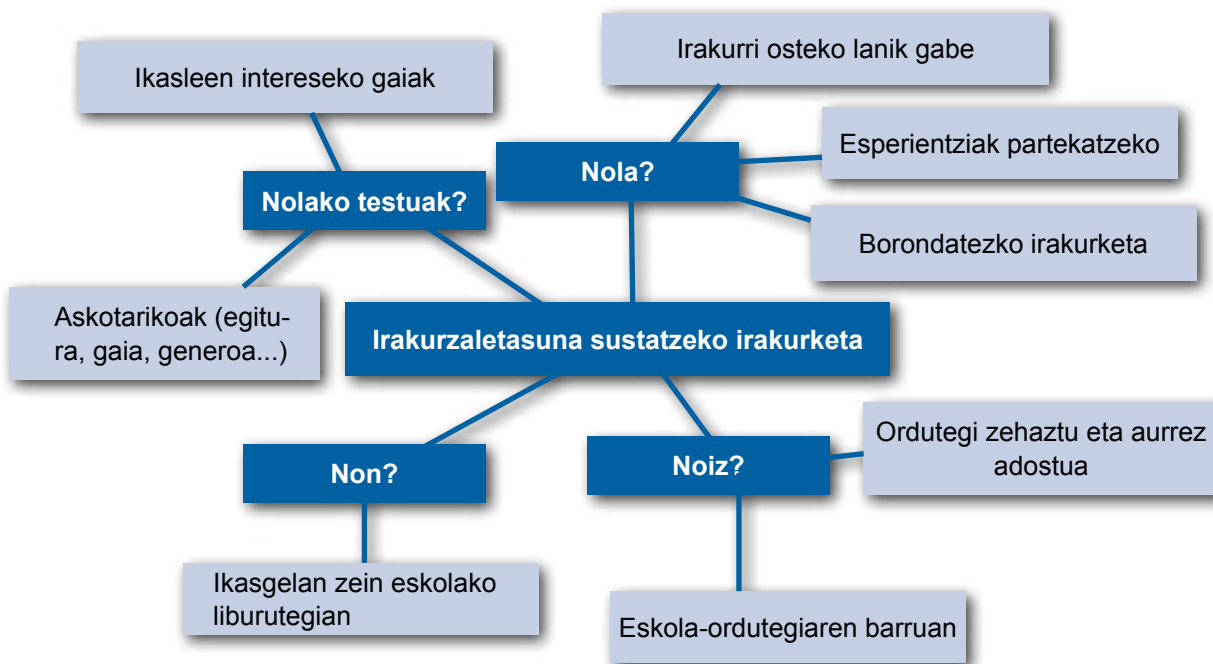 Irakurri osteko lanik gabe
Ikasleen intereseko gaiak
Esperientziak partekatzeko
Nola?
Nolako testuak?
Borondatezko irakurketa
Askotarikoak (egitu-
ra, gaia, generoa...)
Irakurzaletasuna sustatzeko irakurketa
Ordutegi zehaztu eta aurrez
adostua
Non?
Noiz?
Ikasgelan zein eskolako
liburutegian
Eskola-ordutegiaren barruan